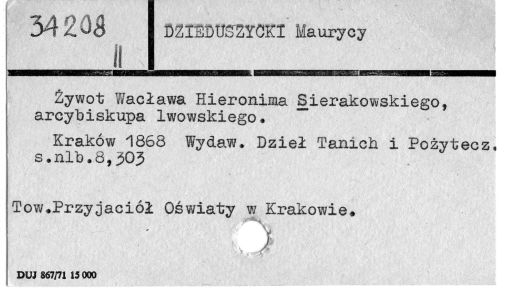 34208
II
DZIEDUSZYCKI Maurycy
Żywot Wacława Hieronima Sierakowskiego,
arcybiskupa lwowskiego.
Kraków 1868 Wydaw. Dzieł Tanich i Pożytecz.
s.nlb.8,303
Tow.Przyjaciół Oświaty w Krakowie.
DUJ 867/71 15 000